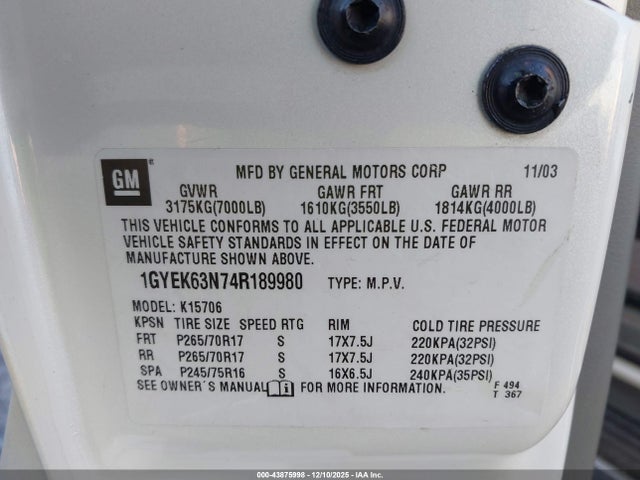 GM
MFD BY GENERAL MOTORS CORP 11/03
GVWR GAWR FRT GAWR RR
3175KG(7000LB) 1610KG(3550LB) 1814KG(4000LB)
THIS VEHICLE CONFORMS TO ALL APPLICABLE U.S. FEDERAL MOTOR
VEHICLE SAFETY STANDARDS IN EFFECT ON THE DATE OF
MANUFACTURE SHOWN ABOVE.
1GYEK63N74R189980 TYPE: M.P.V.
MODEL: K15706
KPSN TIRE SIZE SPEED RTG RIM COLD TIRE PRESSURE
FRT P265/70R17 S 17X7.5J 220KPA(32PSI)
RR P265/70R17 S 17X7.5J 220KPA(32PSI)
SPA P245/75R16 S 16X6.5J 240KPA(35PSI)
SEE OWNER'S MANUAL FOR MORE INFORMATION. F 494
T 367
000-43875998 - 12/10/2025 - IAA Inc.